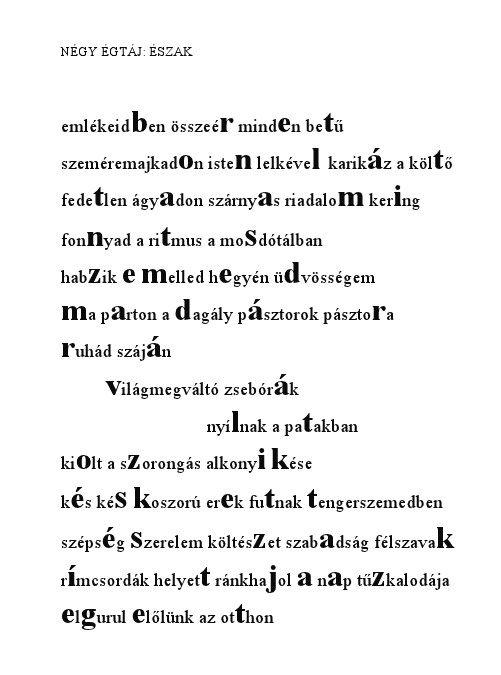 NÉGY ÉGTÁJ: ÉSZAK
emlékeidben összeér minden betű
szeméremajkadon isten lelkével karikáz a költő
fedetlen ágyadon szárnyas riadalom kering
fonnyad a ritmus a mosdótálban
habzik e melled hegyén üdvösségem
ma parton a dagály pásztorok pásztora
ruhád száján
világmegváltó zsebórák
nyílnak a patakban
kiolt a szorongás alkonyi kése
kés kés koszorú erek futnak tengerszemedben
szépség szerelem költészet szabadság félszavak
rímcsordák helyett ránkhajol a nap tűzkalodája
elgurul előlünk az otthon